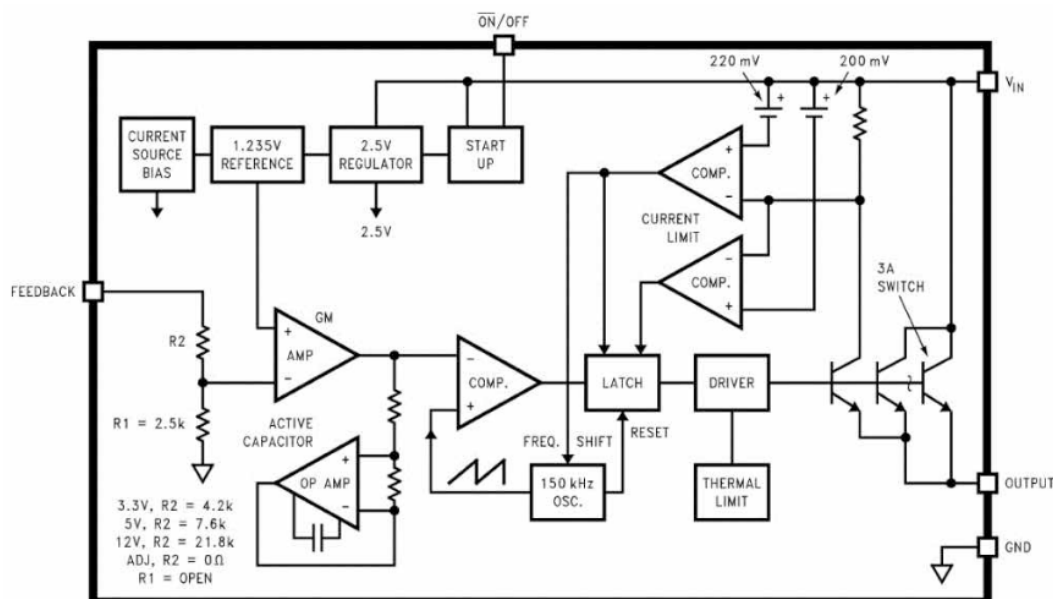 ON/OFF
220 mV
200 mV
+
+
VIN
CURRENT
SOURCE
BIAS
1.235V
REFERENCE
2.5V
REGULATOR
START
UP
2.5V
+
COMP.
-
CURRENT
LIMIT
-
COMP.
+
3A
SWITCH
FEEDBACK
R2
R1 = 2.5k
GM
+
AMP
-
-
COMP.
+
LATCH
DRIVER
RESET
FREQ. SHIFT
ACTIVE
CAPACITOR
+
OP AMP
-
150 kHz
OSC.
THERMAL
LIMIT
OUTPUT
GND
3.3V, R2 = 4.2k
5V, R2 = 7.6k
12V, R2 = 21.8k
ADJ, R2 = 0Ω
R1 = OPEN